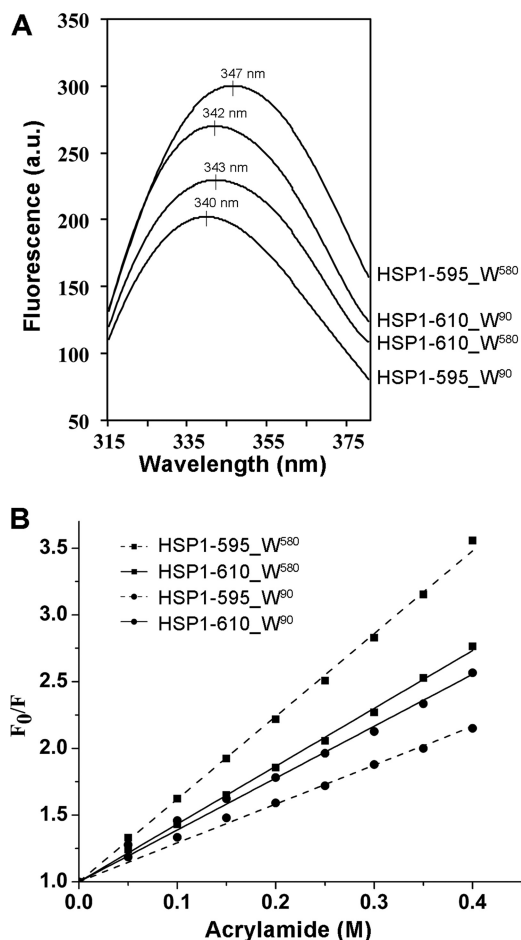 A
350
300
250
200
150
100
50
Fluorescence (a.u.)
347 nm
342 nm
343 nm
340 nm
HSP1-595_W⁵⁸⁰
HSP1-610_W⁹⁰
HSP1-610_W⁵⁸⁰
HSP1-595_W⁹⁰
315 335 355 375
Wavelength (nm)
B
3.5
3.0
2.5
2.0
1.5
1.0
F₀/F
HSP1-595_W⁵⁸⁰
HSP1-610_W⁵⁸⁰
HSP1-595_W⁹⁰
HSP1-610_W⁹⁰
0.0 0.1 0.2 0.3 0.4
Acrylamide (M)